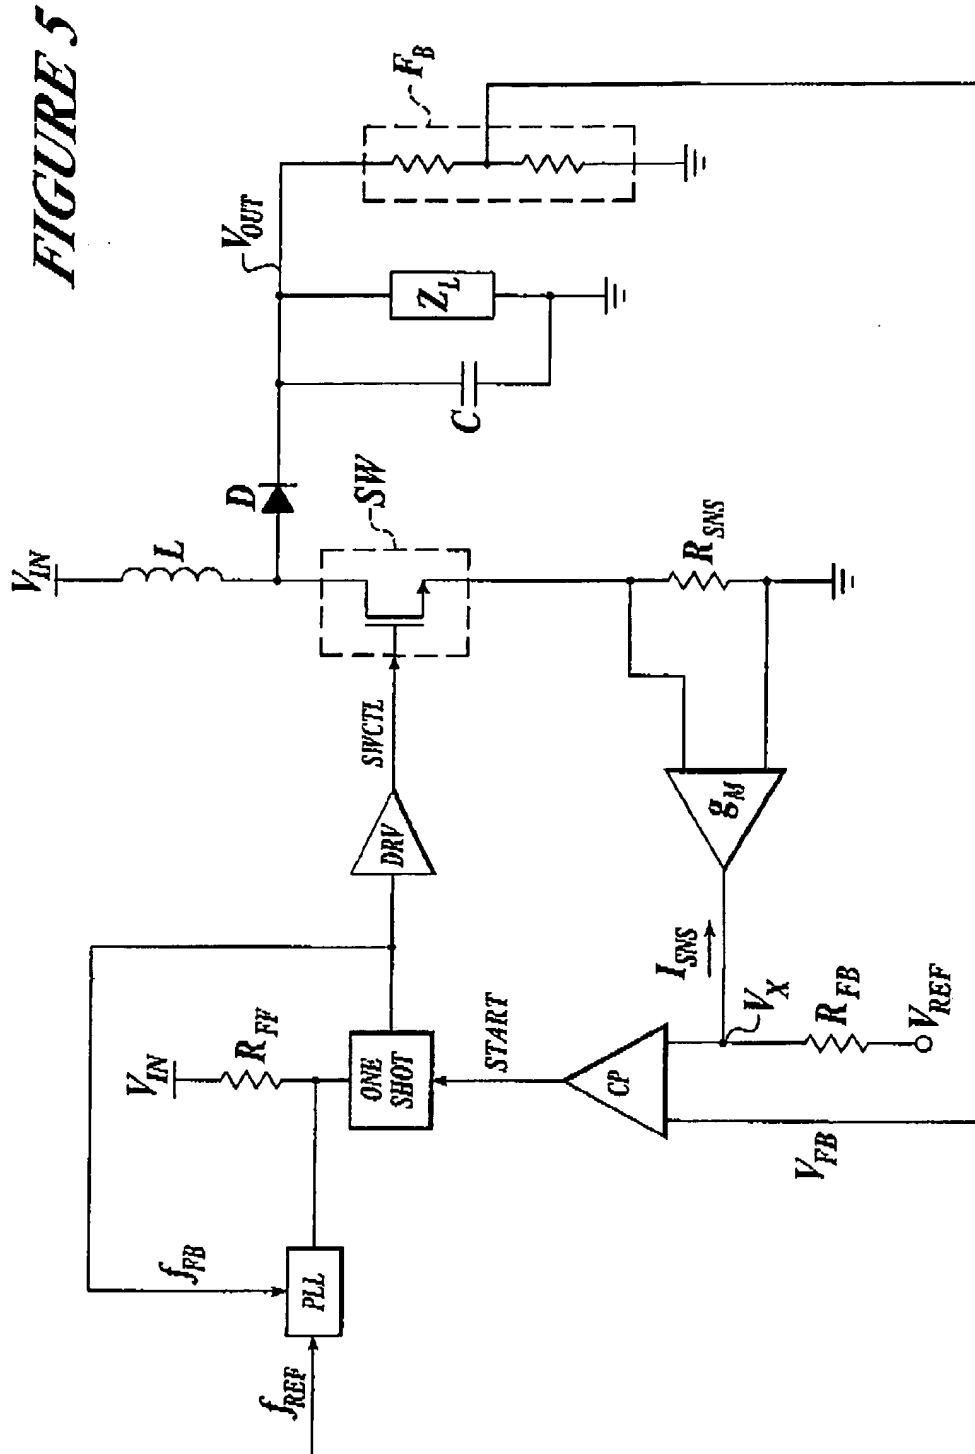 FIGURE 5
V_IN
L
D
V_OUT
F_B
SW
C
Z_L
R_SNS
SWCTL
DRV
g_M
I_SNS
V_X
R_FB
V_REF
V_IN
R_FF
ONE
SHOT
START
CP
V_FB
f_FB
PLL
f_REF